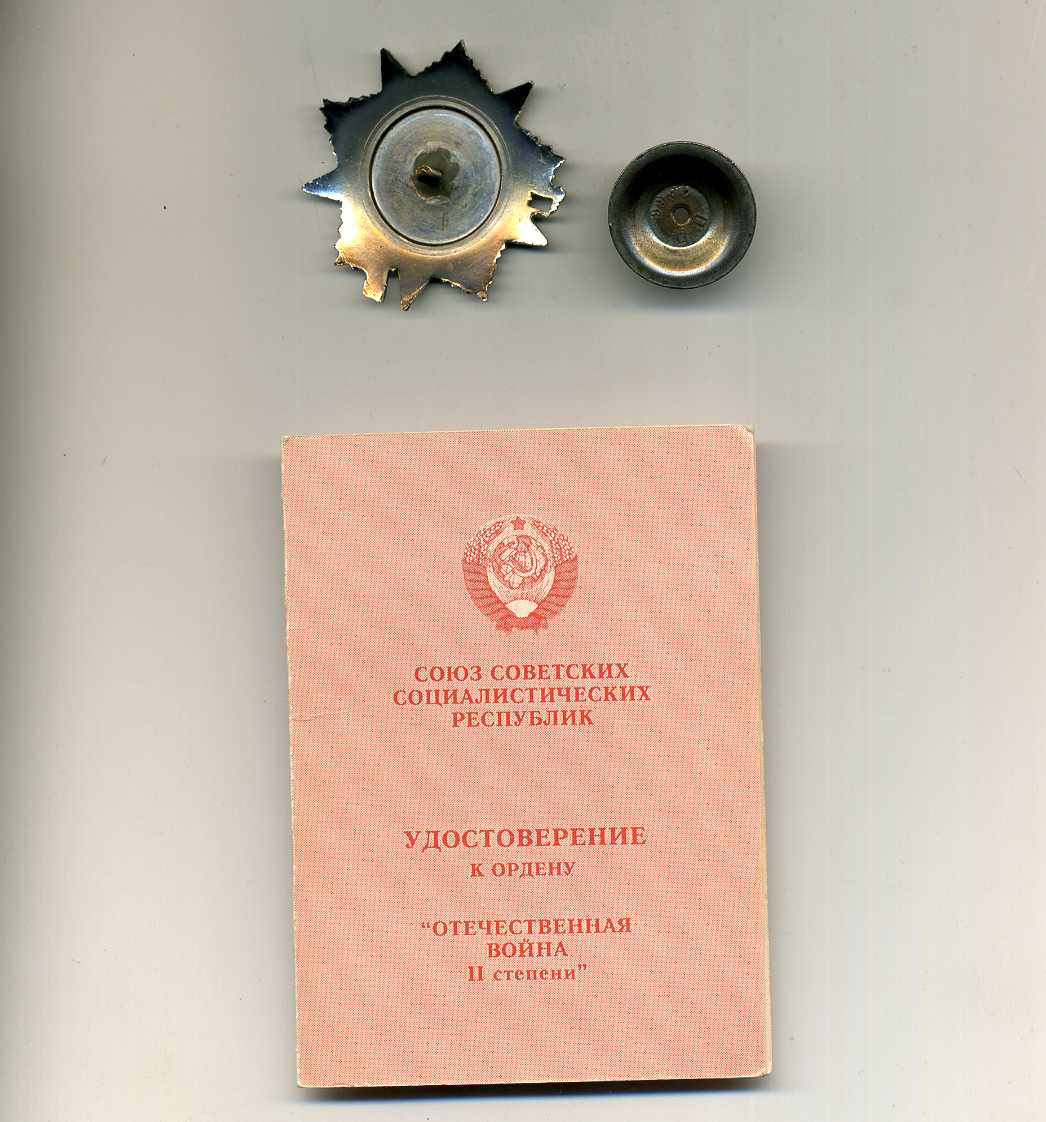 СОЮЗ СОВЕТСКИХ
СОЦИАЛИСТИЧЕСКИХ
РЕСПУБЛИК
УДОСТОВЕРЕНИЕ
К ОРДЕНУ
“ОТЕЧЕСТВЕННАЯ
ВОЙНА
II степени”